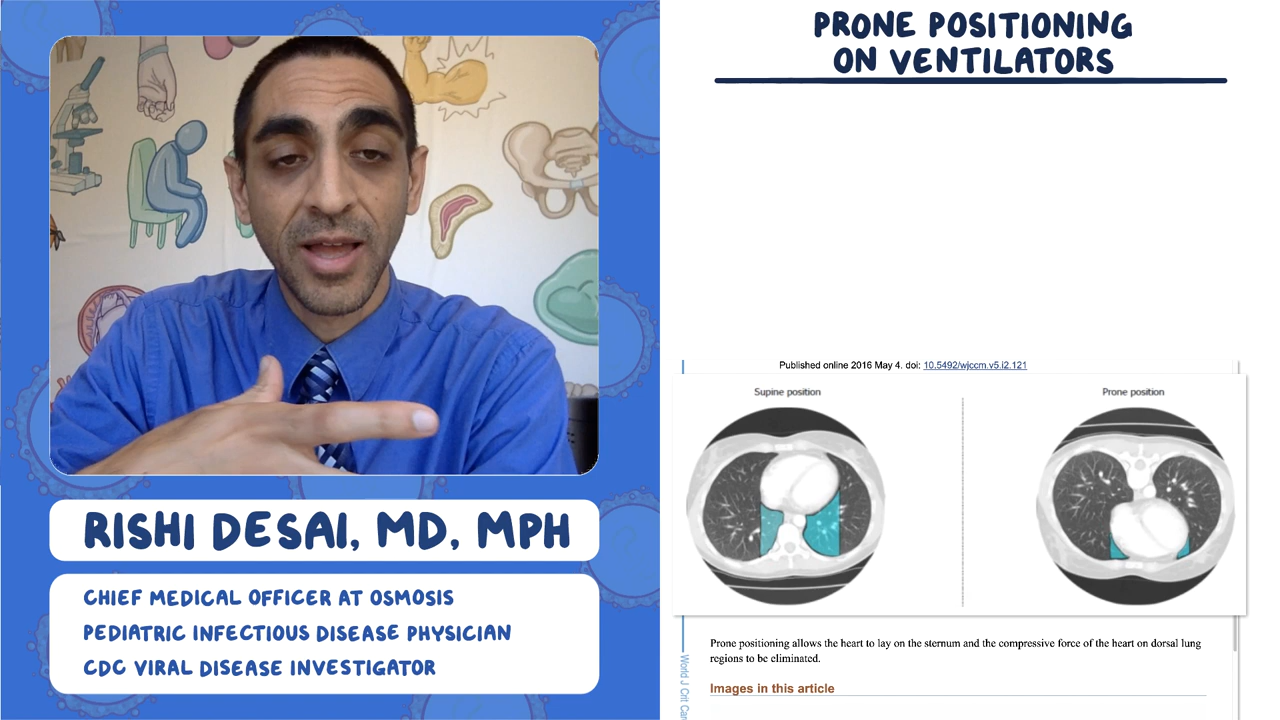 RISHI DESAI, MD, MPH
CHIEF MEDICAL OFFICER AT OSMOSIS
PEDIATRIC INFECTIOUS DISEASE PHYSICIAN
CDC VIRAL DISEASE INVESTIGATOR
PRONE POSITIONING
ON VENTILATORS
Published online 2016 May 4. doi: 10.5492/wjccm.v5.i2.121
Supine position
Prone position
Prone positioning allows the heart to lay on the sternum and the compressive force of the heart on dorsal lung
regions to be eliminated.
Images in this article
World J Crit Car